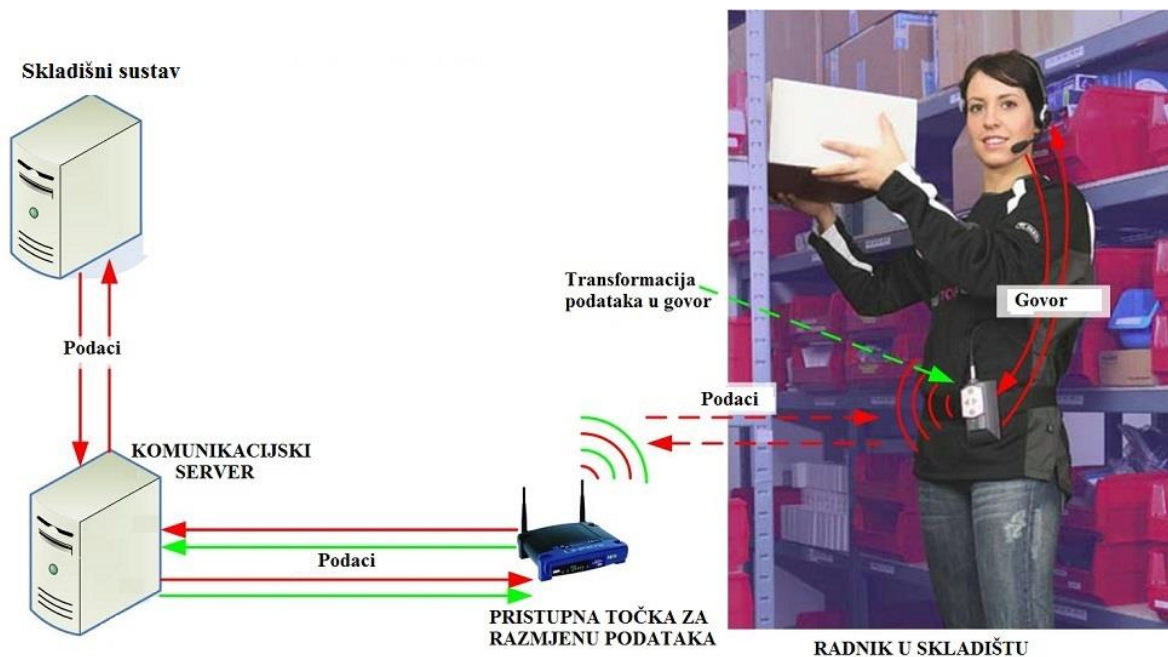 Skladišni sustav
Podaci
KOMUNIKACIJSKI
SERVER
Podaci
PRISTUPNA TOČKA ZA
RAZMJENU PODATAKA
Podaci
Transformacija
podataka u govor
Govor
RADNIK U SKLADIŠTU